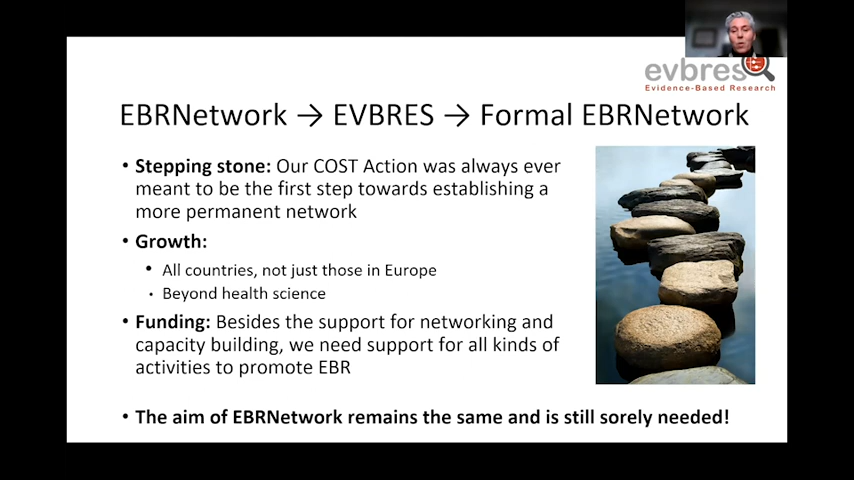 evbres
Evidence-Based Research
EBRNetwork → EVBRES → Formal EBRNetwork
• Stepping stone: Our COST Action was always ever
meant to be the first step towards establishing a
more permanent network
• Growth:
• All countries, not just those in Europe
• Beyond health science
• Funding: Besides the support for networking and
capacity building, we need support for all kinds of
activities to promote EBR
• The aim of EBRNetwork remains the same and is still sorely needed!